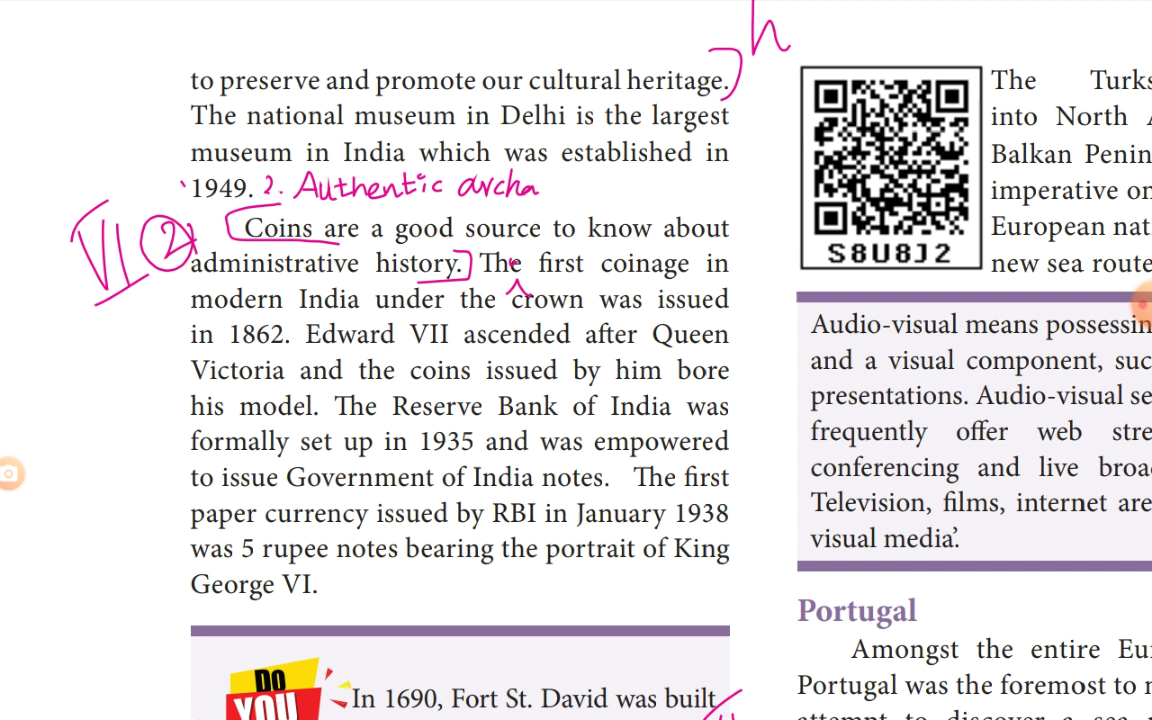 h
to preserve and promote our cultural heritage.
The national museum in Delhi is the largest
museum in India which was established in
1949. 2. Authentic archa
VI 2
Coins are a good source to know about
administrative history. The first coinage in
modern India under the crown was issued
in 1862. Edward VII ascended after Queen
Victoria and the coins issued by him bore
his model. The Reserve Bank of India was
formally set up in 1935 and was empowered
to issue Government of India notes. The first
paper currency issued by RBI in January 1938
was 5 rupee notes bearing the portrait of King
George VI.
DO
YOU
In 1690, Fort St. David was built
S8U8J2
The Turks
into North
Balkan Penin
imperative on
European nati
new sea route
Audio-visual means possessin
and a visual component, suc
presentations. Audio-visual se
frequently offer web stre
conferencing and live broa
Television, films, internet are
visual media'.
Portugal
Amongst the entire Eu
Portugal was the foremost to
attempt to discover a sea